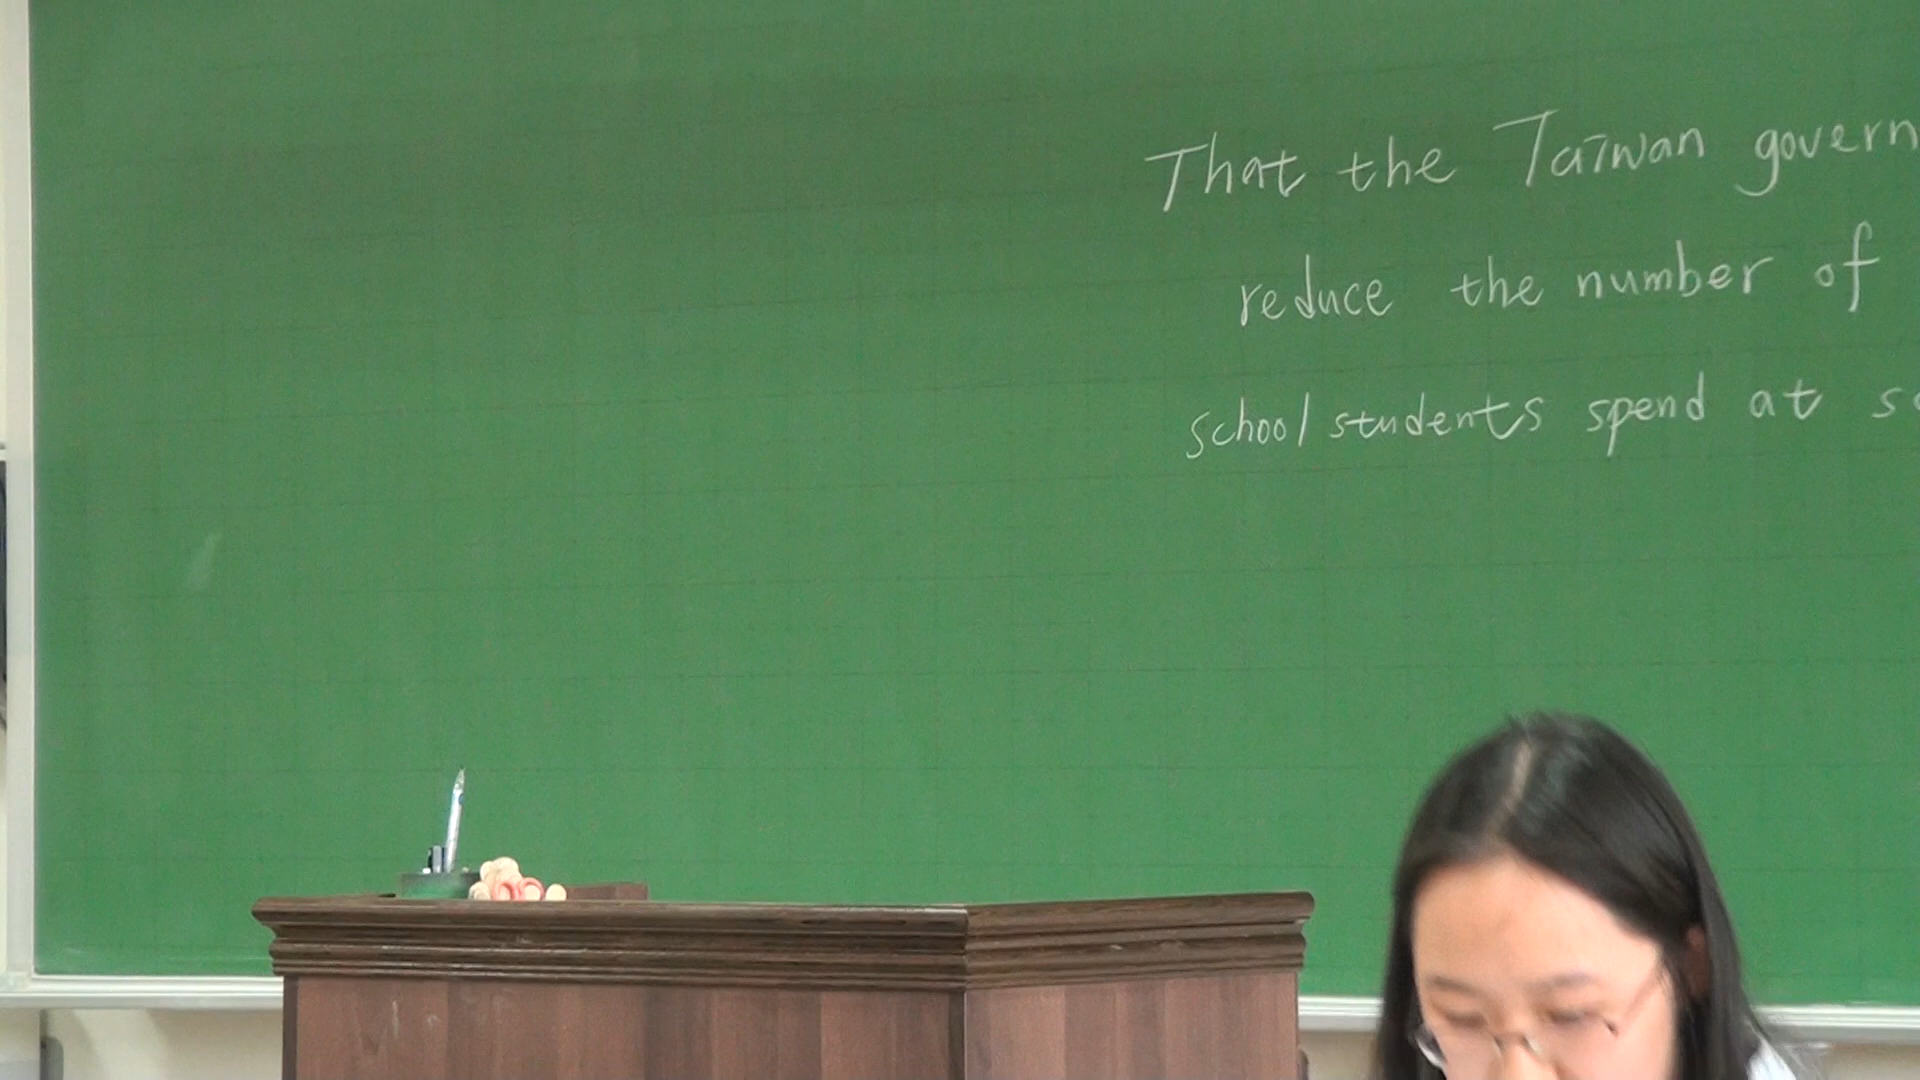 That the Taiwan govern
reduce the number of
school students spend at